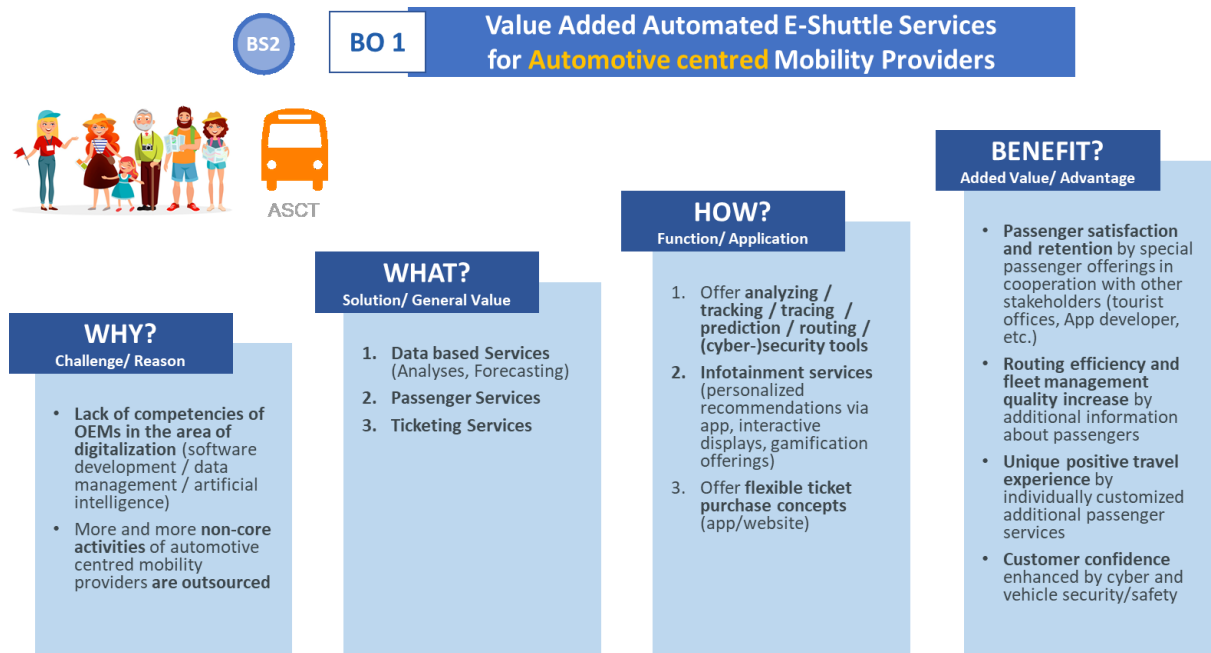 BS2
BO 1
Value Added Automated E-Shuttle Services
for Automotive centred Mobility Providers
ASCT
WHY?
Challenge/ Reason
• Lack of competencies of
OEMs in the area of
digitalization (software
development / data
management / artificial
intelligence)
• More and more non-core
activities of automotive
centred mobility
providers are outsourced
WHAT?
Solution/ General Value
1. Data based Services
(Analyses, Forecasting)
2. Passenger Services
3. Ticketing Services
HOW?
Function/ Application
1. Offer analyzing /
tracking / tracing /
prediction / routing /
(cyber-)security tools
2. Infotainment services
(personalized
recommendations via
app, interactive
displays, gamification
offerings)
3. Offer flexible ticket
purchase concepts
(app/website)
BENEFIT?
Added Value/ Advantage
• Passenger satisfaction
and retention by special
passenger offerings in
cooperation with other
stakeholders (tourist
offices, App developer,
etc.)
• Routing efficiency and
fleet management
quality increase by
additional information
about passengers
• Unique positive travel
experience by
individually customized
additional passenger
services
• Customer confidence
enhanced by cyber and
vehicle security/safety